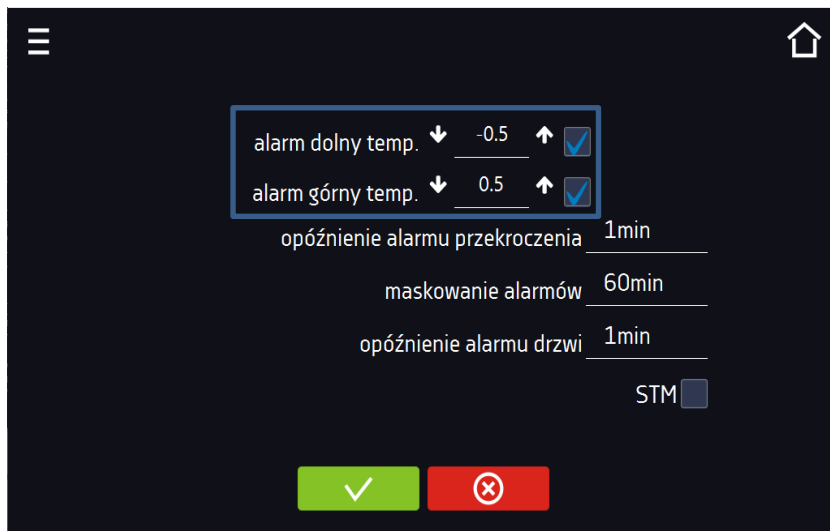 alarm dolny temp. -0.5
alarm górny temp. 0.5
opóźnienie alarmu przekroczenia 1min
maskowanie alarmów 60min
opóźnienie alarmu drzwi 1min
STM